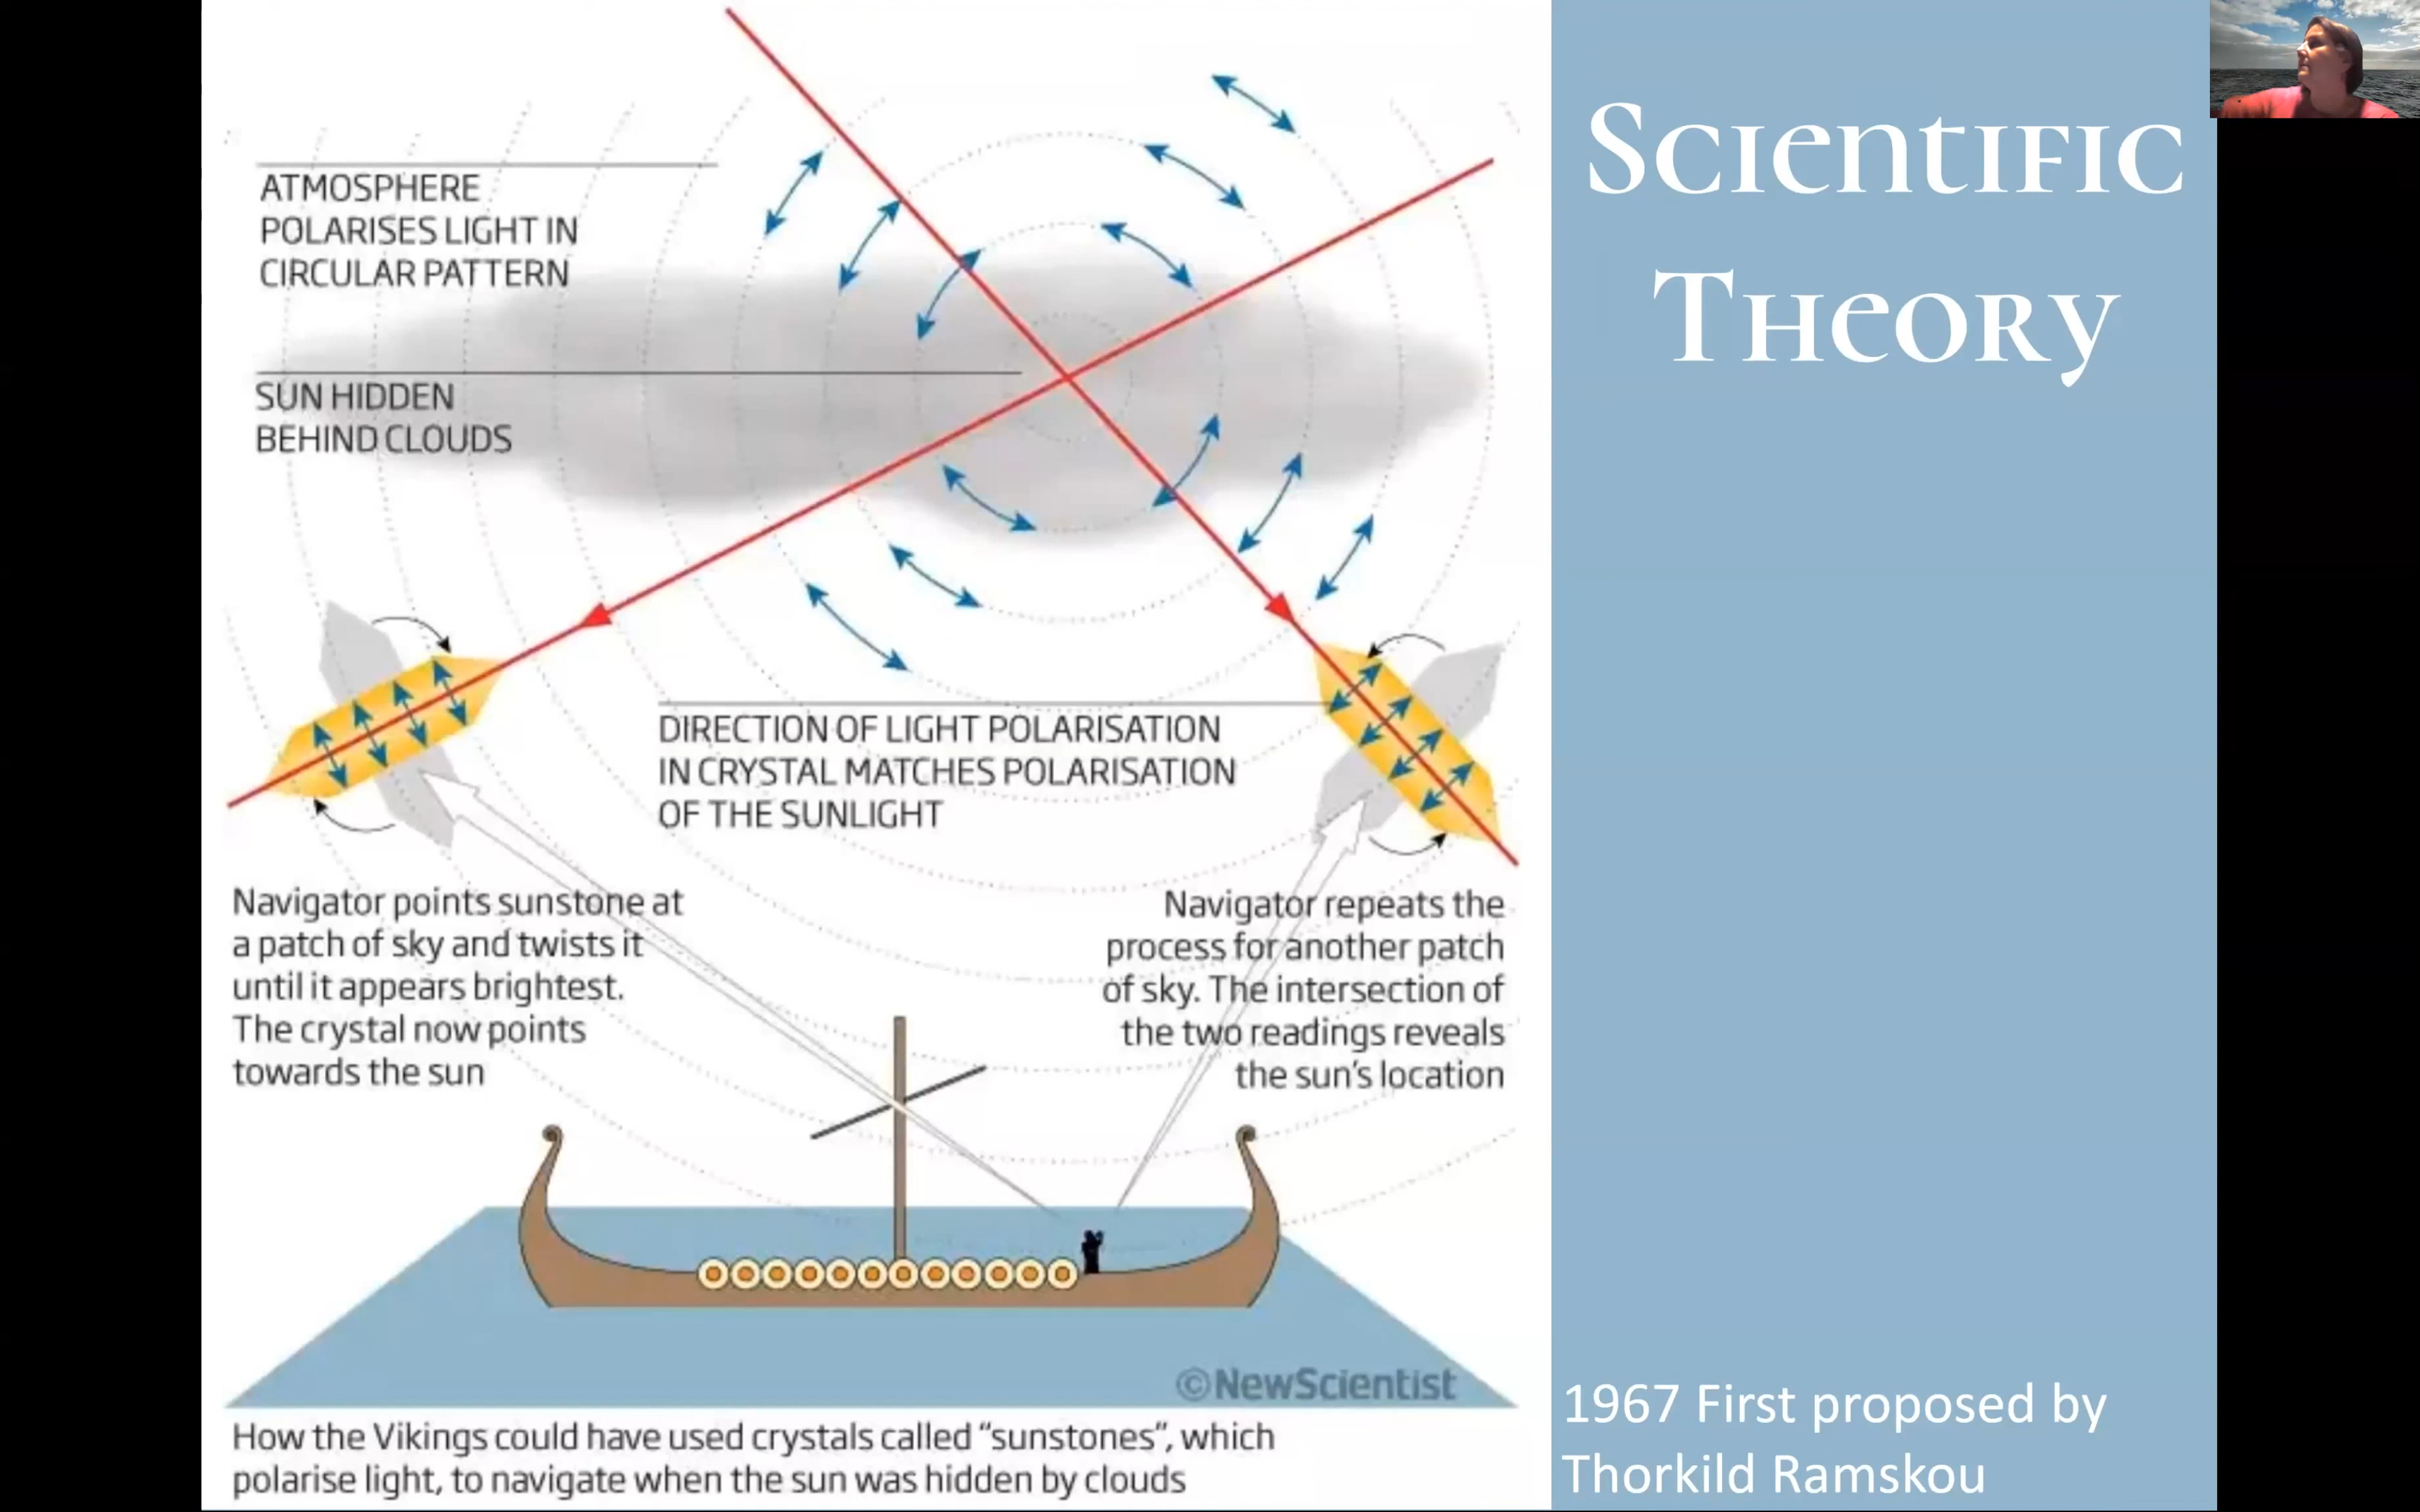 Scientific
Theory
ATMOSPHERE
POLARISES LIGHT IN
CIRCULAR PATTERN
SUN HIDDEN
BEHIND CLOUDS
DIRECTION OF LIGHT POLARISATION
IN CRYSTAL MATCHES POLARISATION
OF THE SUNLIGHT
Navigator points sunstone at
a patch of sky and twists it
until it appears brightest.
The crystal now points
towards the sun
Navigator repeats the
process for another patch
of sky. The intersection of
the two readings reveals
the sun's location
©NewScientist
How the Vikings could have used crystals called “sunstones”, which
polarise light, to navigate when the sun was hidden by clouds
1967 First proposed by
Thorkild Ramskou